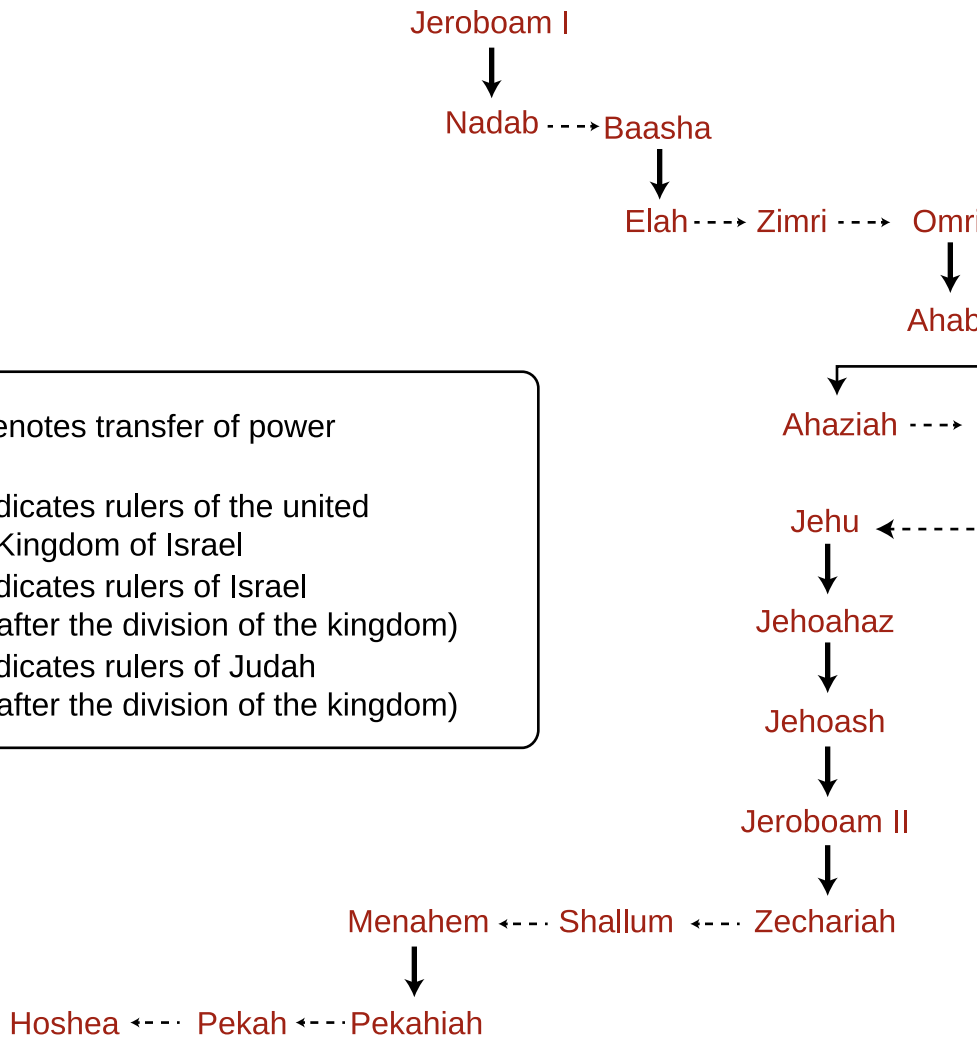 Jeroboam I
Nadab Baasha
Elah Zimri Omri
Ahab
enotes transfer of power
Ahaziah
dicates rulers of the united
Kingdom of Israel
Jehu
dicates rulers of Israel
after the division of the kingdom)
Jehoahaz
dicates rulers of Judah
after the division of the kingdom)
Jehoash
Jeroboam II
Menahem Shallum Zechariah
Hoshea Pekah Pekahiah